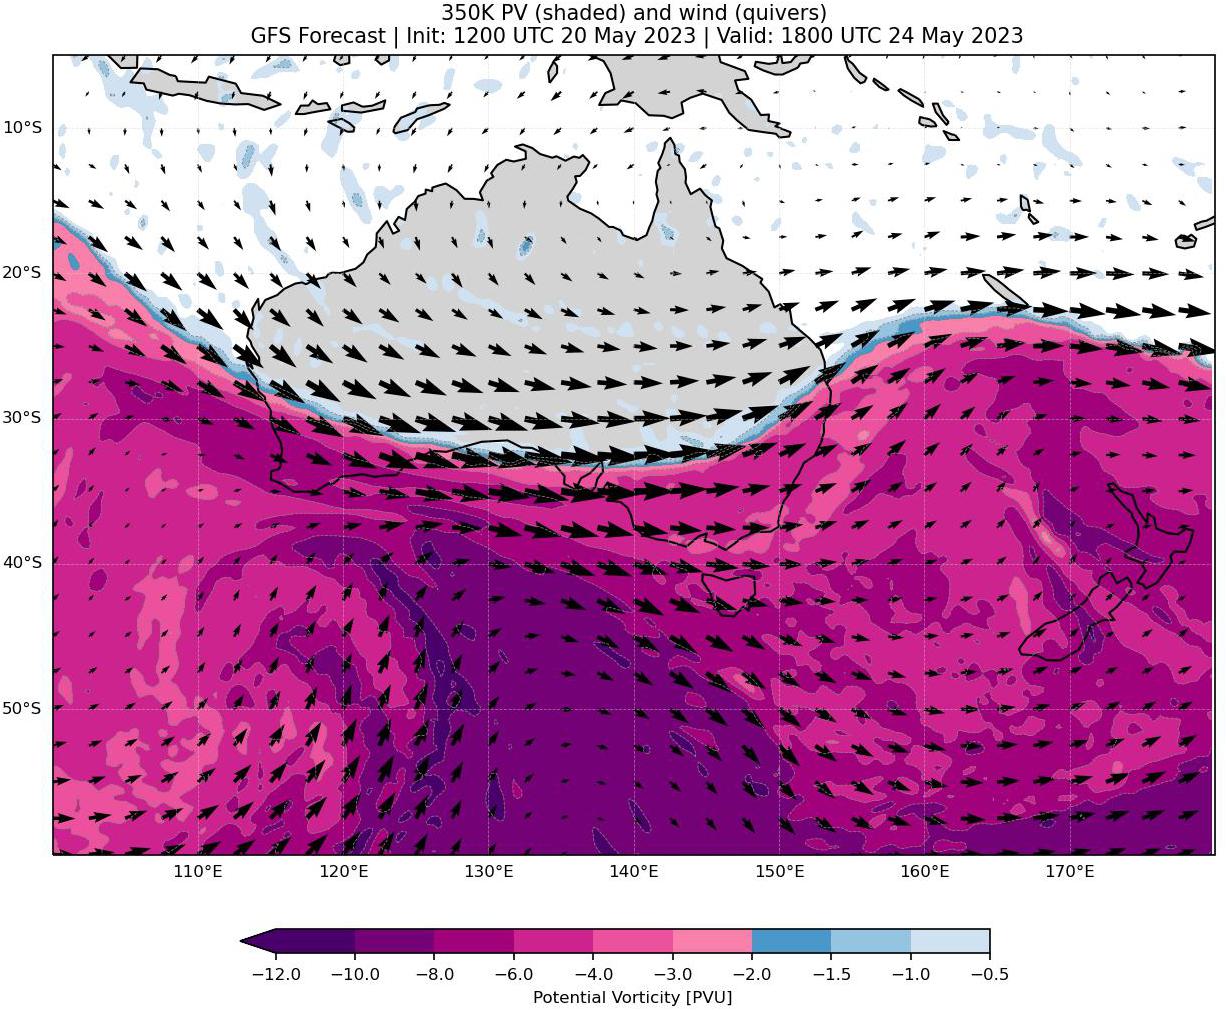 350K PV (shaded) and wind (quivers)
GFS Forecast | Init: 1200 UTC 20 May 2023 | Valid: 1800 UTC 24 May 2023
10°S
20°S
30°S
40°S
50°S
110°E 120°E 130°E 140°E 150°E 160°E 170°E
−12.0 −10.0 −8.0 −6.0 −4.0 −3.0 −2.0 −1.5 −1.0 −0.5
Potential Vorticity [PVU]